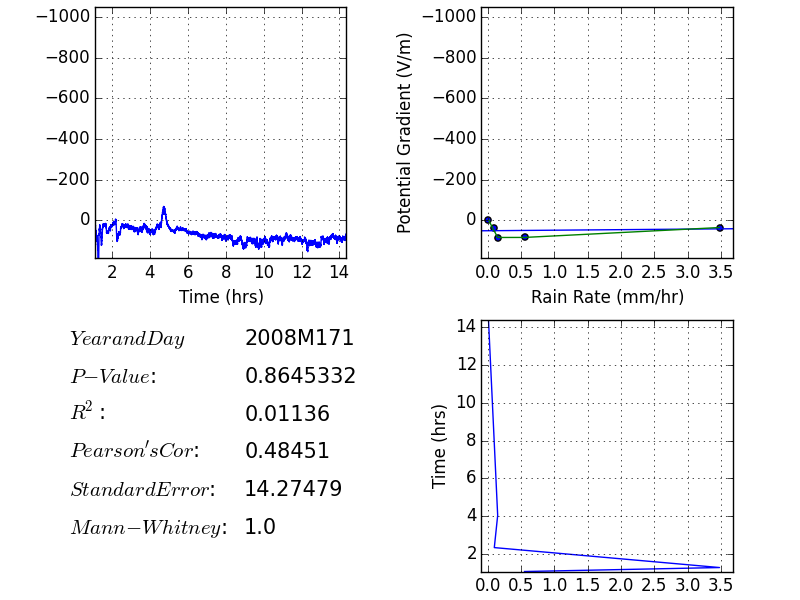 −1000
−800
−600
−400
−200
0
2 4 6 8 10 12 14
Time (hrs)
Potential Gradient (V/m)
−1000
−800
−600
−400
−200
0
0.0 0.5 1.0 1.5 2.0 2.5 3.0 3.5
Rain Rate (mm/hr)
YearandDay 2008M171
P−Value: 0.8645332
R² : 0.01136
Pearson'sCor: 0.48451
StandardError: 14.27479
Mann−Whitney: 1.0
Time (hrs)
14
12
10
8
6
4
2
0.0 0.5 1.0 1.5 2.0 2.5 3.0 3.5